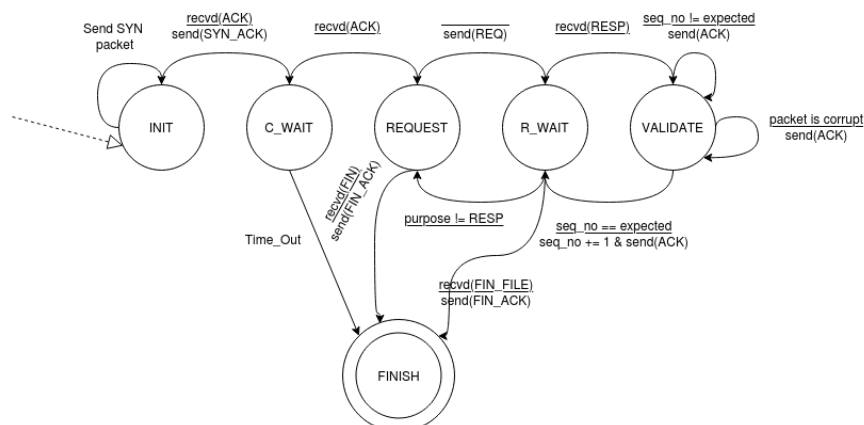 Send SYN
packet
recvd(ACK)
send(SYN_ACK)
recvd(ACK)
send(REQ)
recvd(RESP)
seq_no != expected
send(ACK)
INIT
C_WAIT
REQUEST
R_WAIT
VALIDATE
packet is corrupt
send(ACK)
recvd(FIN)
send(FIN_ACK)
purpose != RESP
seq_no == expected
seq_no += 1 & send(ACK)
Time_Out
recvd(FIN_FILE)
send(FIN_ACK)
FINISH